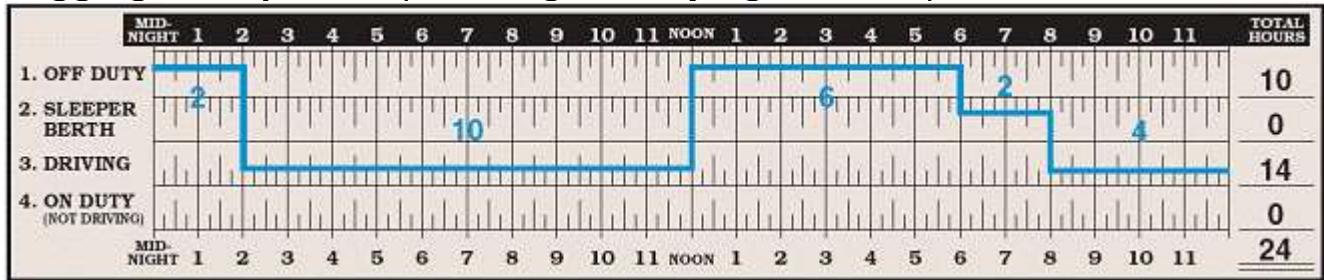 MID-NIGHT 1 2 3 4 5 6 7 8 9 10 11 NOON 1 2 3 4 5 6 7 8 9 10 11 TOTAL HOURS
1. OFF DUTY 2 6 2 10
2. SLEEPER BERTH 10 4 0
3. DRIVING 14
4. ON DUTY 0
(NOT DRIVING)
MID-NIGHT 1 2 3 4 5 6 7 8 9 10 11 NOON 1 2 3 4 5 6 7 8 9 10 11 24